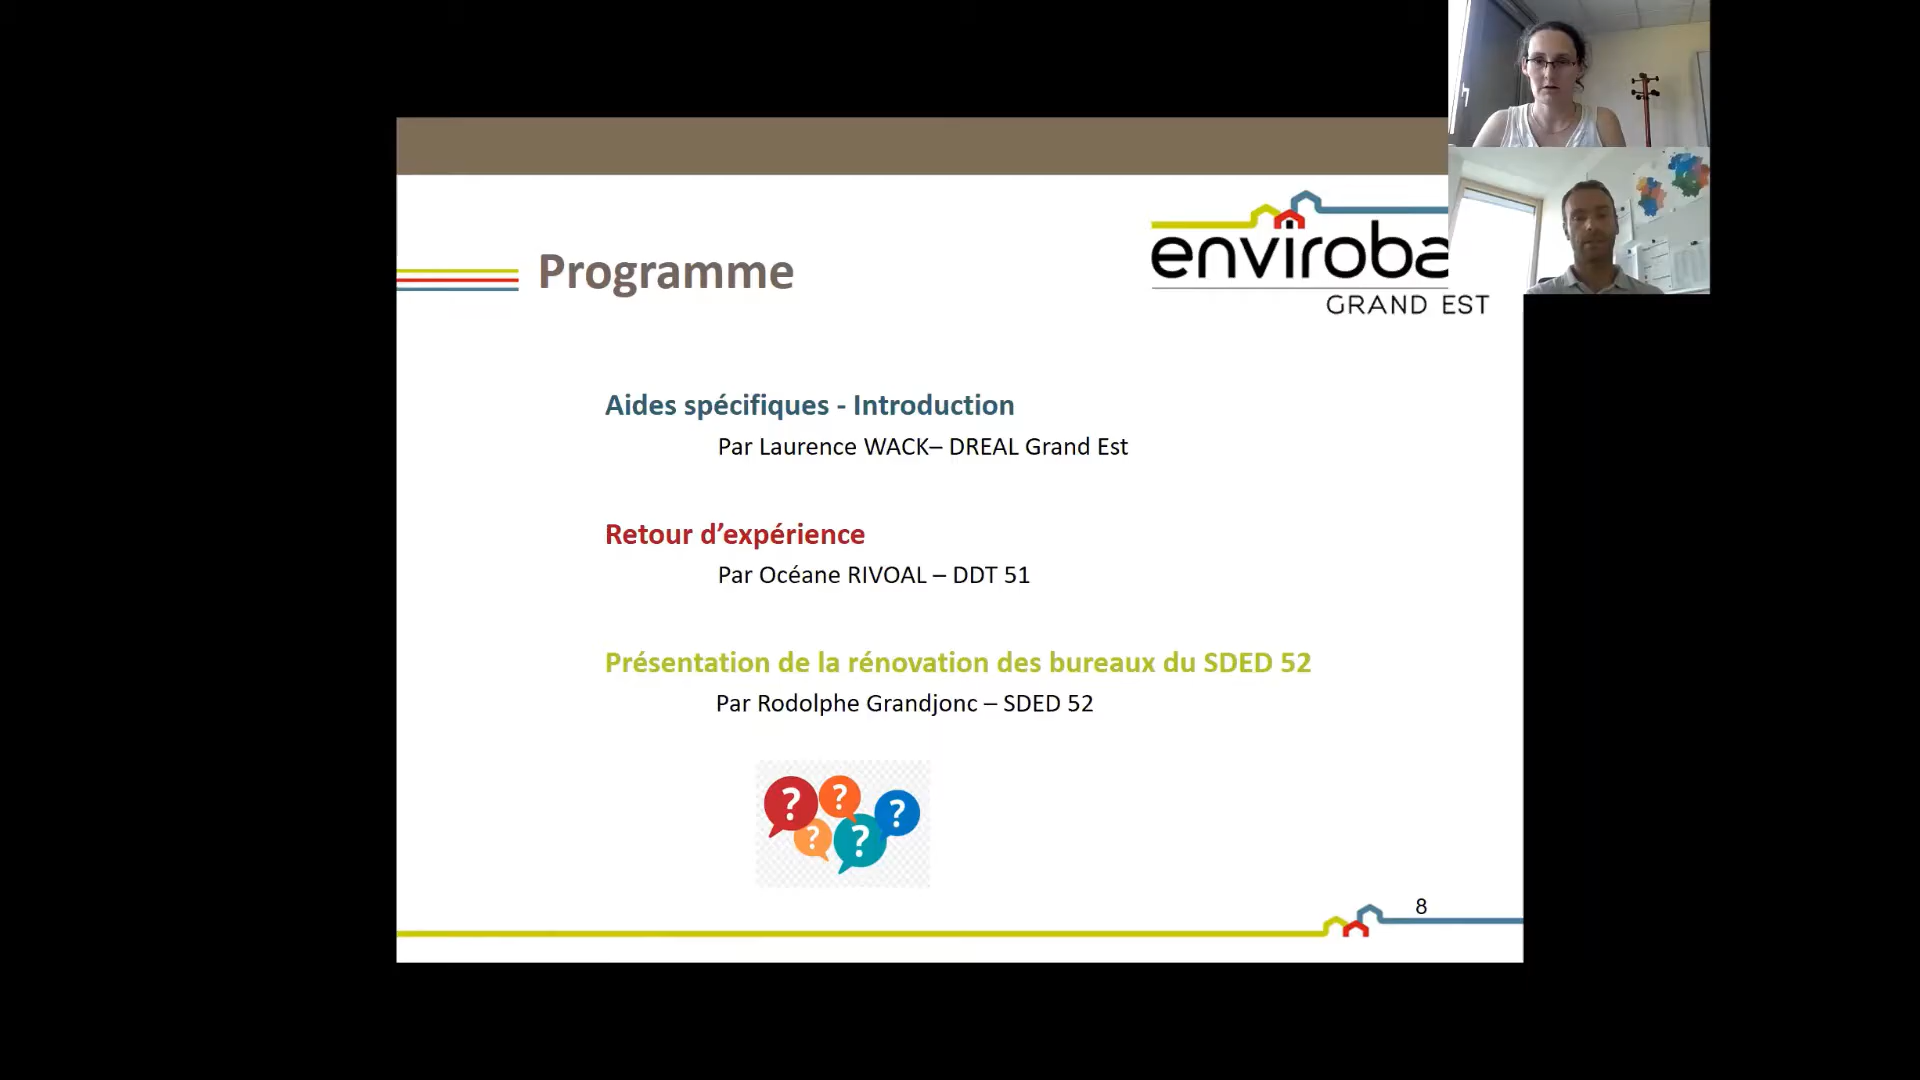 Programme
enviroba
GRAND EST
Aides spécifiques - Introduction
Par Laurence WACK– DREAL Grand Est
Retour d’expérience
Par Océane RIVOAL – DDT 51
Présentation de la rénovation des bureaux du SDED 52
Par Rodolphe Grandjonc – SDED 52
? ? ? ? ?
8